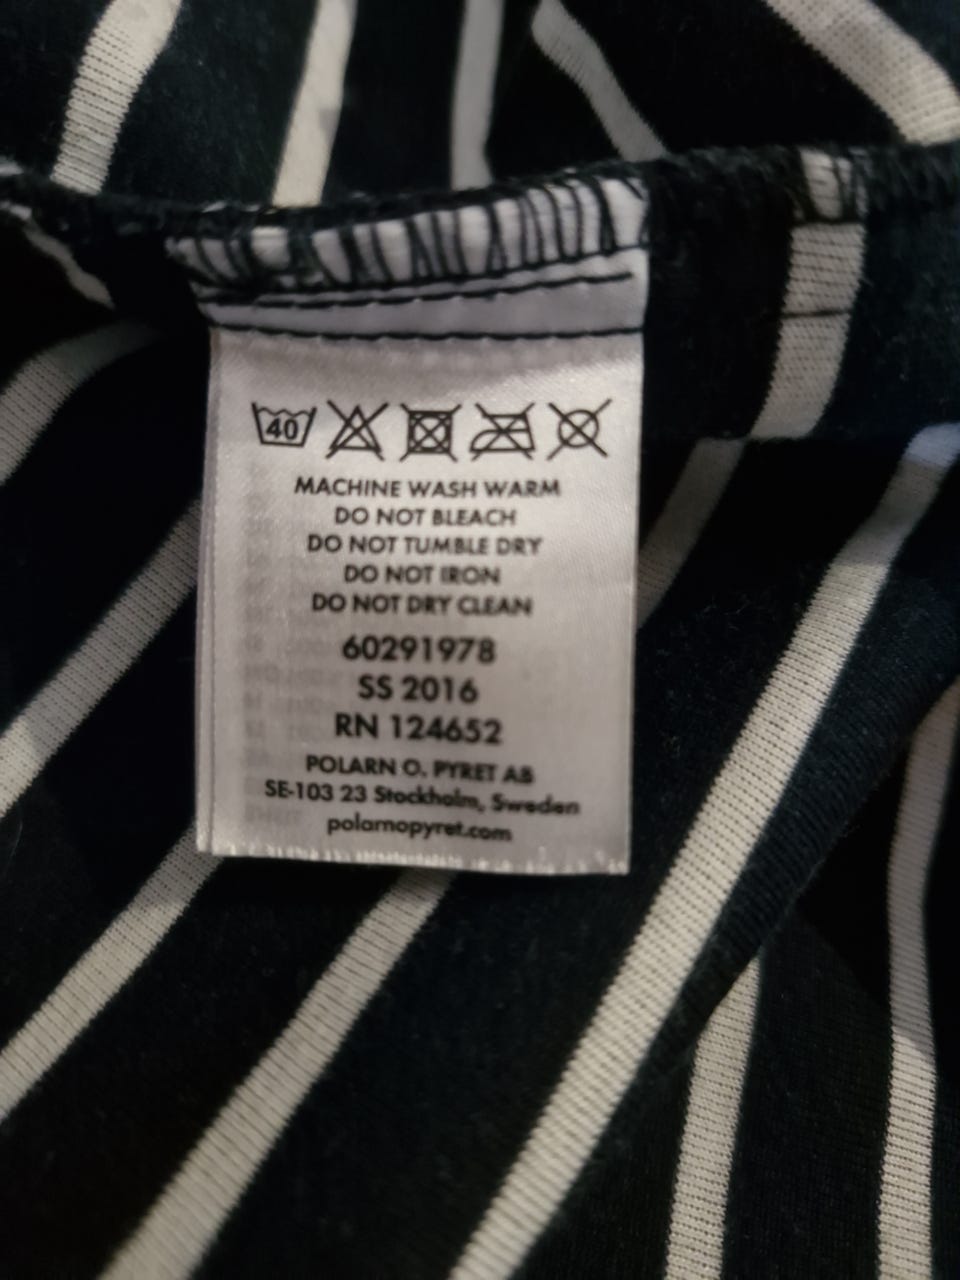 40
MACHINE WASH WARM
DO NOT BLEACH
DO NOT TUMBLE DRY
DO NOT IRON
DO NOT DRY CLEAN
60291978
SS 2016
RN 124652
POLARN O. PYRET AB
SE-103 23 Stockholm, Sweden
polarnopyret.com